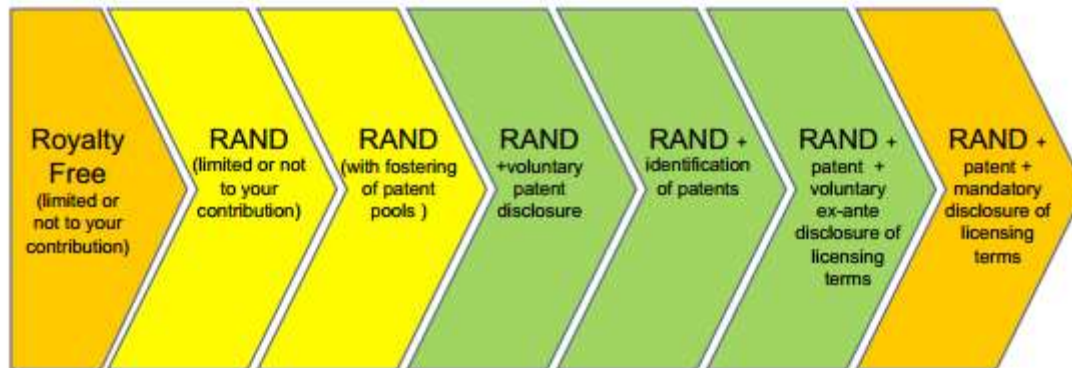 Royalty
Free
(limited or
not to your
contribution)
RAND
(limited or not
to your
contribution)
RAND
(with fostering
of patent
pools )
RAND
+voluntary
patent
disclosure
RAND +
identification
of patents
RAND +
patent +
voluntary
ex-ante
disclosure of
licensing
terms
RAND +
patent +
mandatory
disclosure of
licensing
terms